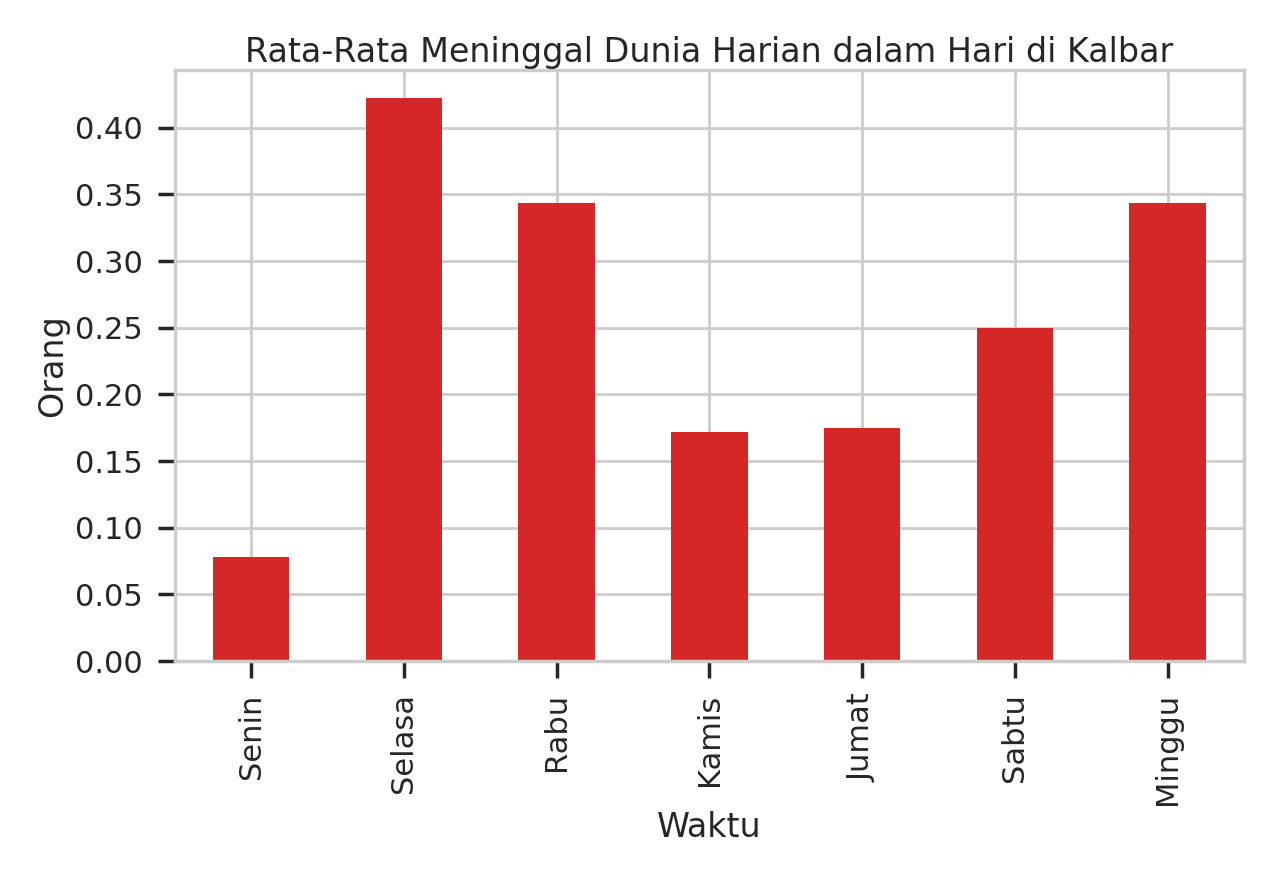 Rata-Rata Meninggal Dunia Harian dalam Hari di Kalbar
Orang
0.40
0.35
0.30
0.25
0.20
0.15
0.10
0.05
0.00
Senin
Selasa
Rabu
Kamis
Jumat
Sabtu
Minggu
Waktu